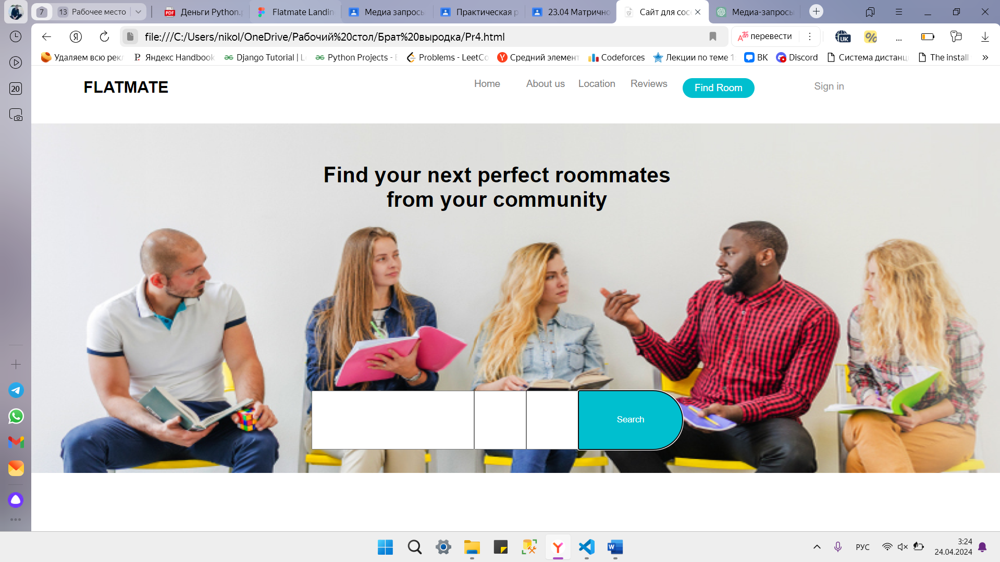 7 13 Рабочее место Деньги Python. Flatmate Landin Медиа запросы Практическая р 23.04 Матрично Сайт для сосе Медиа-запросы
file:///C:/Users/nikol/OneDrive/Рабочий%20стол/Брат%20выродка/Pr4.html перевести UK % ...
Удаляем всю рекл Яндекс Handbook Django Tutorial | L Python Projects - Problems - LeetCo Средний элемент Codeforces Лекции по теме 1 ВК Discord Система дистанц The install »
20
FLATMATE
Home About us Location Reviews Find Room Sign in
Find your next perfect roommates
from your community
Search
РУС
3:24
24.04.2024